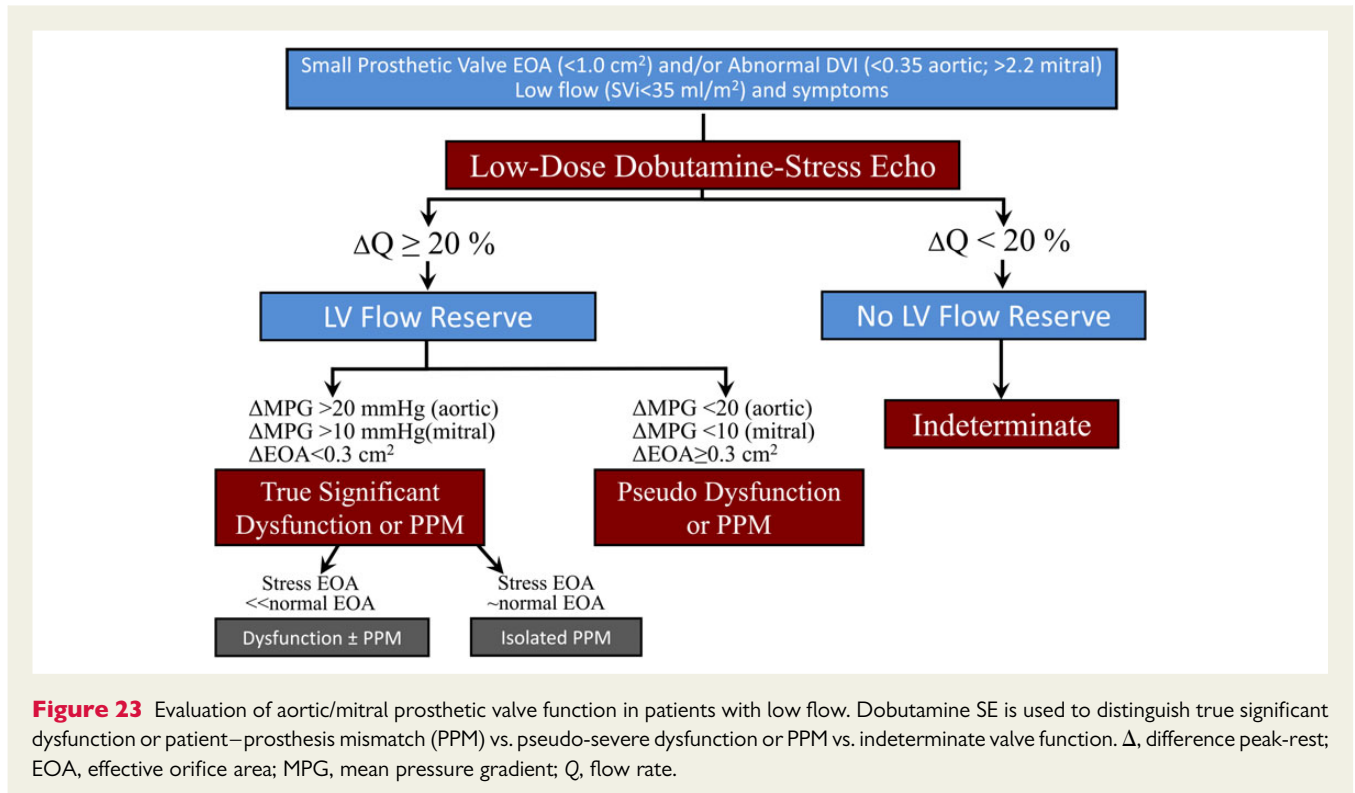 Small Prosthetic Valve EOA (<1.0 cm²) and/or Abnormal DVI (<0.35 aortic; >2.2 mitral)
Low flow (SVi<35 ml/m²) and symptoms
Low-Dose Dobutamine-Stress Echo
ΔQ ≥ 20 %
ΔQ < 20 %
LV Flow Reserve
No LV Flow Reserve
ΔMPG >20 mmHg (aortic)
ΔMPG >10 mmHg(mitral)
ΔEOA<0.3 cm²
ΔMPG <20 (aortic)
ΔMPG <10 (mitral)
ΔEOA≥0.3 cm²
Indeterminate
True Significant
Dysfunction or PPM
Pseudo Dysfunction
or PPM
Stress EOA
<<normal EOA
Stress EOA
~normal EOA
Dysfunction ± PPM
Isolated PPM
Figure 23 Evaluation of aortic/mitral prosthetic valve function in patients with low flow. Dobutamine SE is used to distinguish true significant
dysfunction or patient–prosthesis mismatch (PPM) vs. pseudo-severe dysfunction or PPM vs. indeterminate valve function. Δ, difference peak-rest;
EOA, effective orifice area; MPG, mean pressure gradient; Q, flow rate.